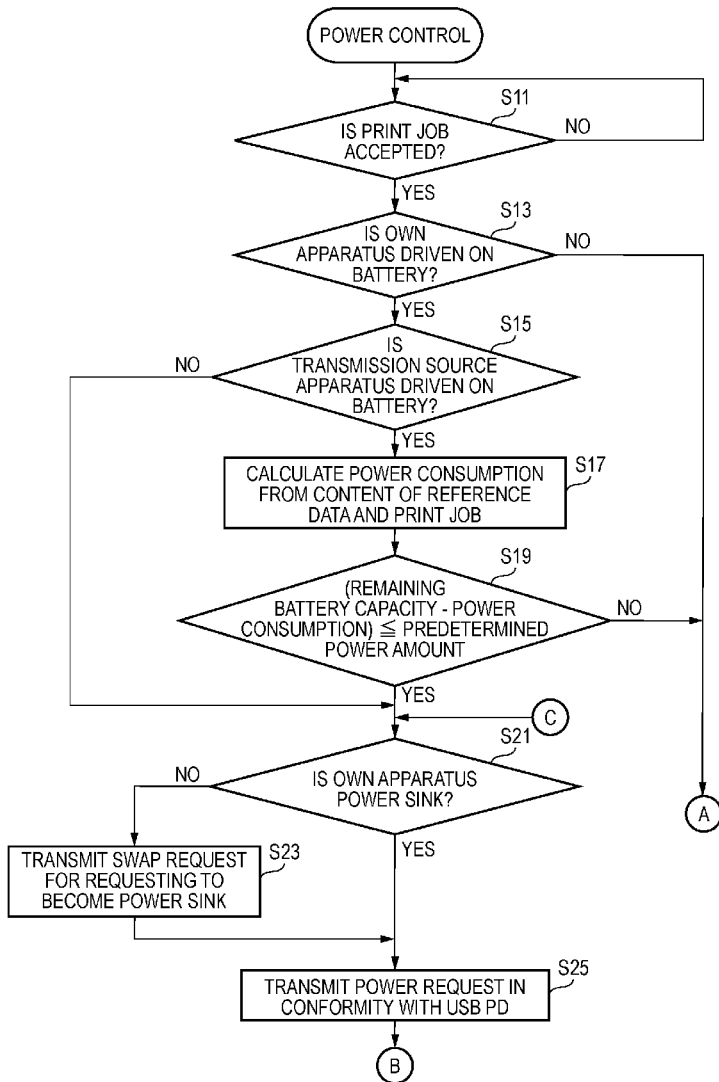 POWER CONTROL
S11
IS PRINT JOB
ACCEPTED?
NO
YES
S13
IS OWN
APPARATUS DRIVEN ON
BATTERY?
NO
YES
S15
IS
TRANSMISSION SOURCE
APPARATUS DRIVEN ON
BATTERY?
NO
YES
S17
CALCULATE POWER CONSUMPTION
FROM CONTENT OF REFERENCE
DATA AND PRINT JOB
S19
(REMAINING
BATTERY CAPACITY - POWER
CONSUMPTION) ≦ PREDETERMINED
POWER AMOUNT
NO
YES
C
S21
IS OWN APPARATUS
POWER SINK?
NO
YES
A
S23
TRANSMIT SWAP REQUEST
FOR REQUESTING TO
BECOME POWER SINK
S25
TRANSMIT POWER REQUEST IN
CONFORMITY WITH USB PD
B